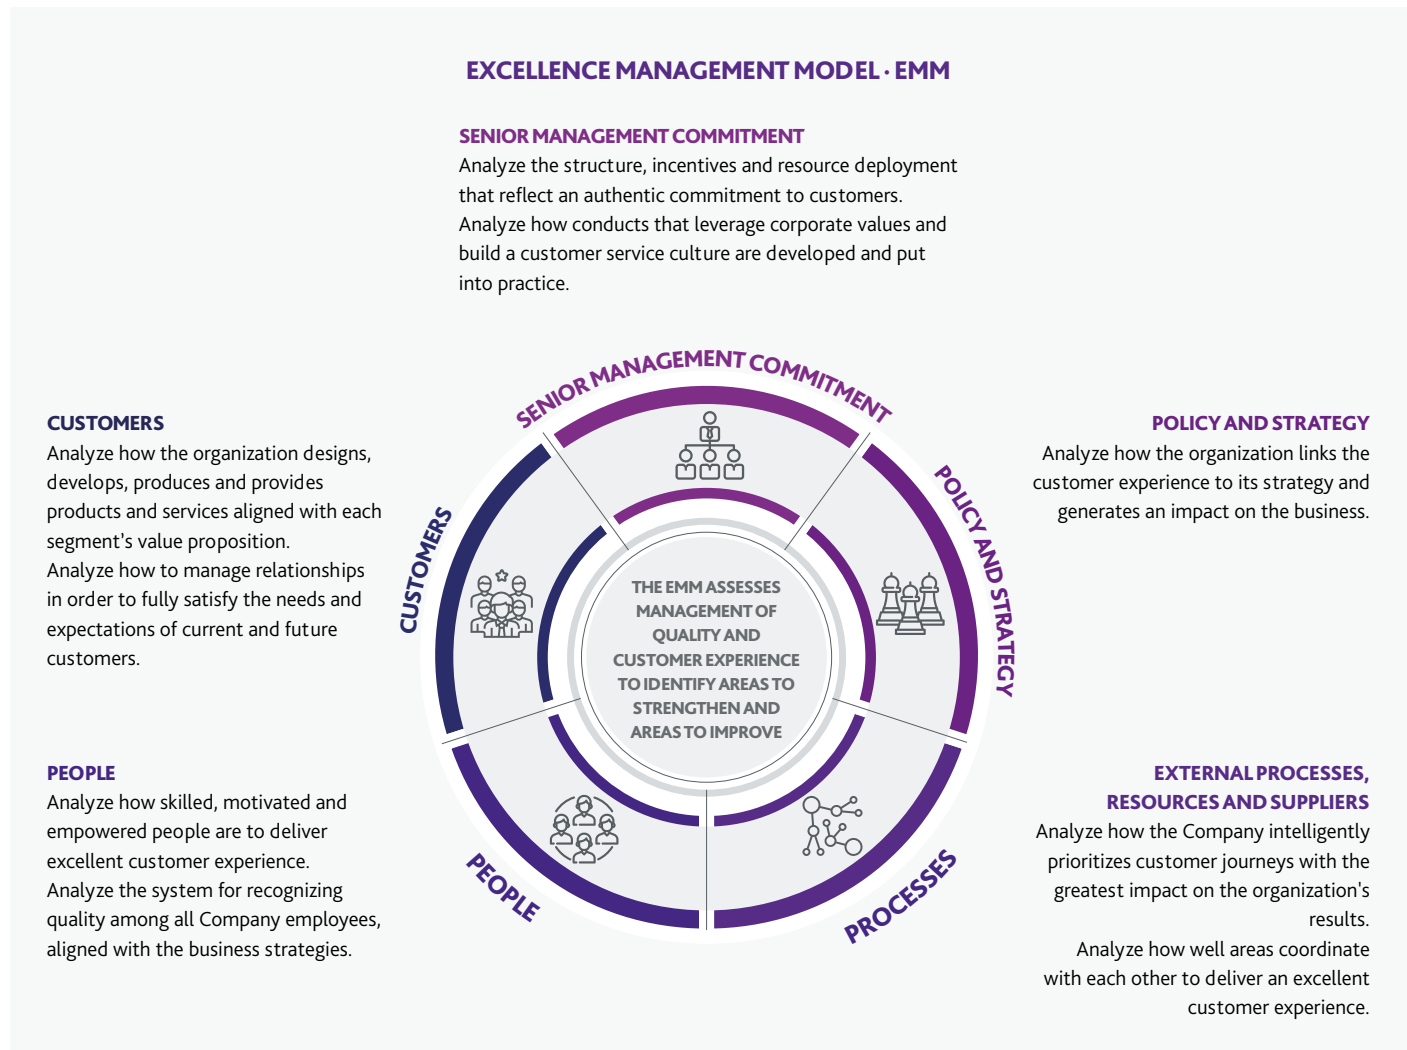 EXCELLENCE MANAGEMENT MODEL · EMM
SENIOR MANAGEMENT COMMITMENT
Analyze the structure, incentives and resource deployment
that reflect an authentic commitment to customers.
Analyze how conducts that leverage corporate values and
build a customer service culture are developed and put
into practice.
SENIOR MANAGEMENT COMMITMENT
CUSTOMERS
Analyze how the organization designs,
develops, produces and provides
products and services aligned with each
segment's value proposition.
Analyze how to manage relationships
in order to fully satisfy the needs and
expectations of current and future
customers.
CUSTOMERS
POLICY AND STRATEGY
POLICY AND STRATEGY
Analyze how the organization links the
customer experience to its strategy and
generates an impact on the business.
THE EMM ASSESSES
MANAGEMENT OF
QUALITY AND
CUSTOMER EXPERIENCE
TO IDENTIFY AREAS TO
STRENGTHEN AND
AREAS TO IMPROVE
PEOPLE
Analyze how skilled, motivated and
empowered people are to deliver
excellent customer experience.
Analyze the system for recognizing
quality among all Company employees,
aligned with the business strategies.
PEOPLE
PROCESSES
EXTERNAL PROCESSES,
RESOURCES AND SUPPLIERS
Analyze how the Company intelligently
prioritizes customer journeys with the
greatest impact on the organization's
results.
Analyze how well areas coordinate
with each other to deliver an excellent
customer experience.